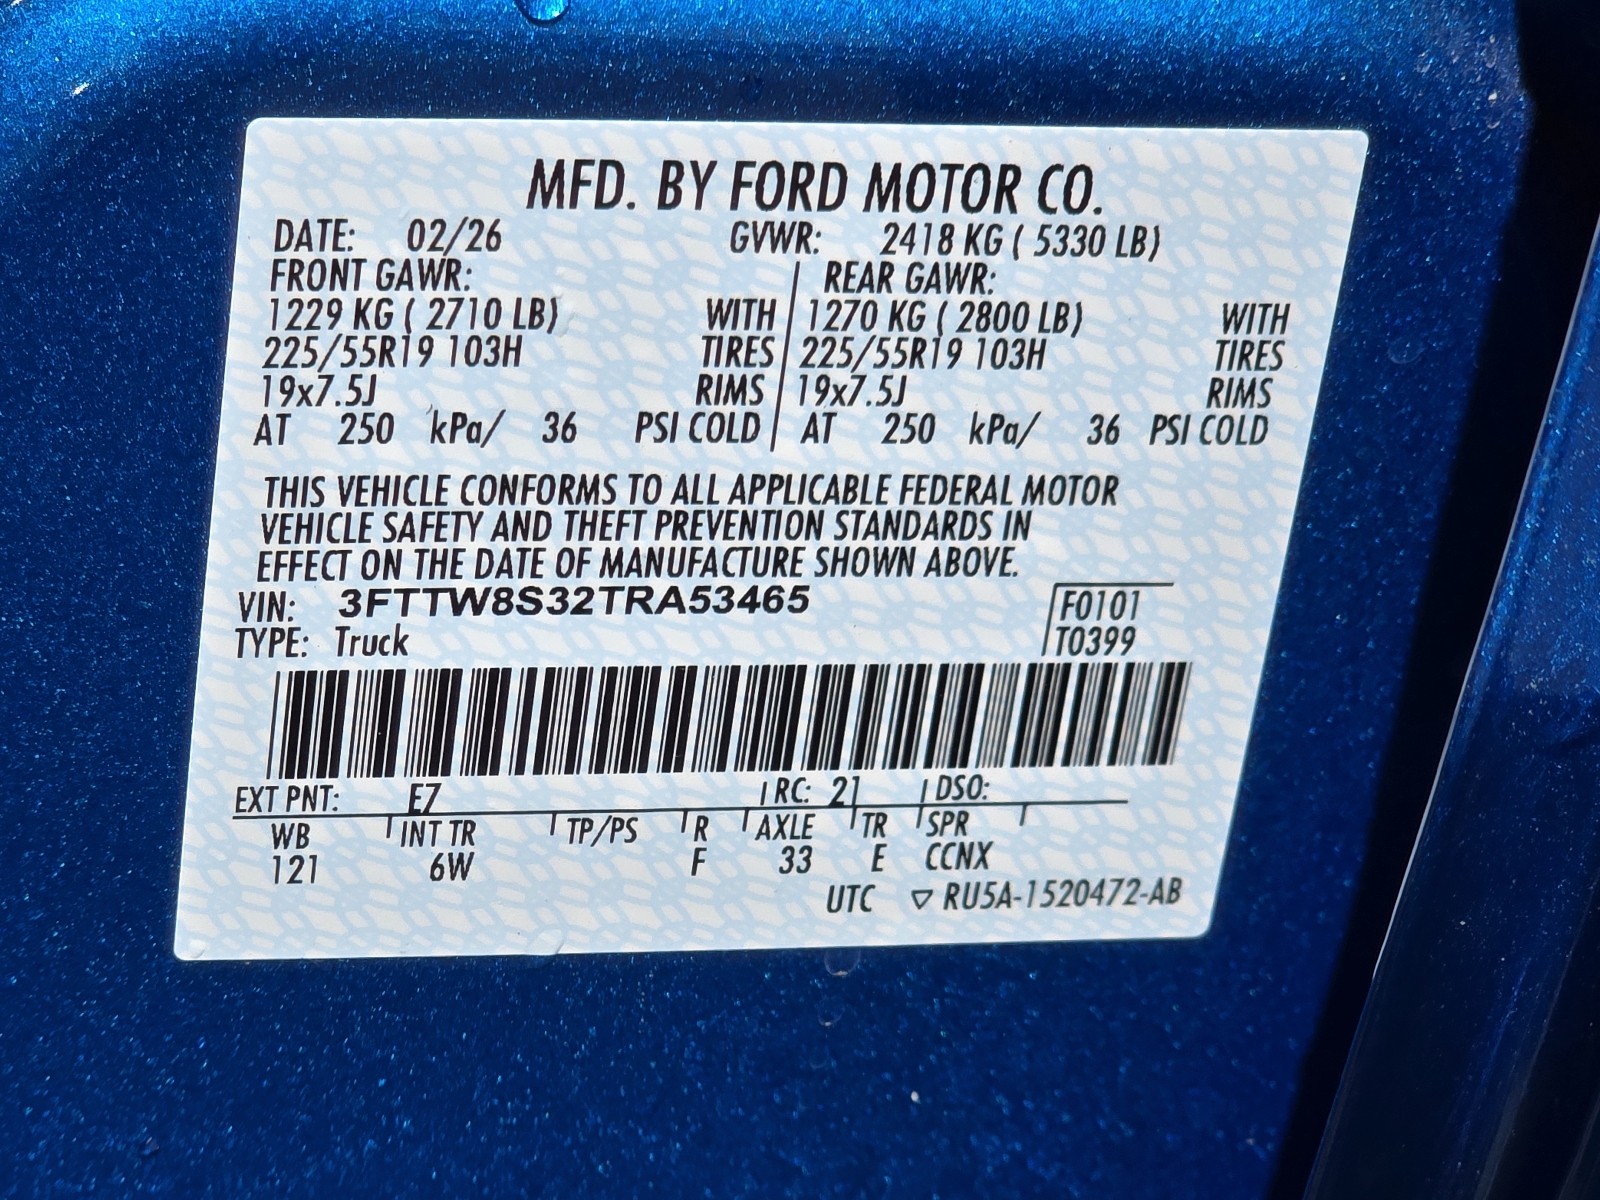 MFD. BY FORD MOTOR CO.
DATE: 02/26 GVWR: 2418 KG ( 5330 LB)
FRONT GAWR: REAR GAWR:
1229 KG ( 2710 LB) WITH 1270 KG ( 2800 LB) WITH
225/55R19 103H TIRES 225/55R19 103H TIRES
19x7.5J RIMS 19x7.5J RIMS
AT 250 kPa/ 36 PSI COLD AT 250 kPa/ 36 PSI COLD
THIS VEHICLE CONFORMS TO ALL APPLICABLE FEDERAL MOTOR
VEHICLE SAFETY AND THEFT PREVENTION STANDARDS IN
EFFECT ON THE DATE OF MANUFACTURE SHOWN ABOVE.
VIN: 3FTTW8S32TRA53465 F0101
TYPE: Truck T0399
EXT PNT: E7 RC: 21 DSO:
WB INT TR TP/PS R AXLE TR SPR
121 6W F 33 E CCNX
UTC ▽ RU5A-1520472-AB